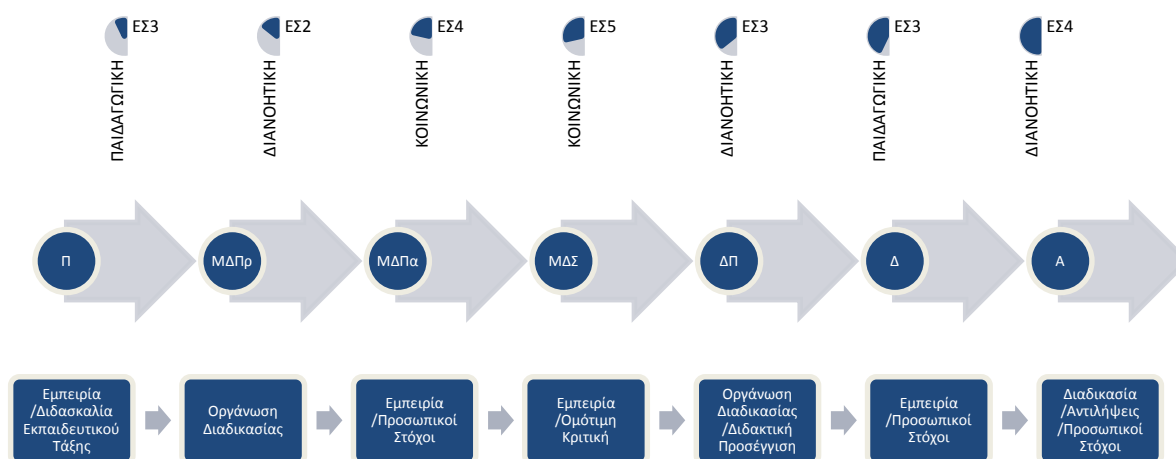 ΕΣ3
ΕΣ2
ΕΣ4
ΕΣ5
ΕΣ3
ΕΣ3
ΕΣ4
ΠΑΙΔΑΓΩΓΙΚΗ
ΔΙΑΝΟΗΤΙΚΗ
ΚΟΙΝΩΝΙΚΗ
ΚΟΙΝΩΝΙΚΗ
ΔΙΑΝΟΗΤΙΚΗ
ΠΑΙΔΑΓΩΓΙΚΗ
ΔΙΑΝΟΗΤΙΚΗ
Π
ΜΔΠρ
ΜΔΠα
ΜΔΣ
ΔΠ
Δ
Α
Εμπειρία
/Διδασκαλία
Εκπαιδευτικού
Τάξης
Οργάνωση
Διαδικασίας
Εμπειρία
/Προσωπικοί
Στόχοι
Εμπειρία
/Ομότιμη
Κριτική
Οργάνωση
Διαδικασίας
/Διδακτική
Προσέγγιση
Εμπειρία
/Προσωπικοί
Στόχοι
Διαδικασία
/Αντιλήψεις
/Προσωπικοί
Στόχοι